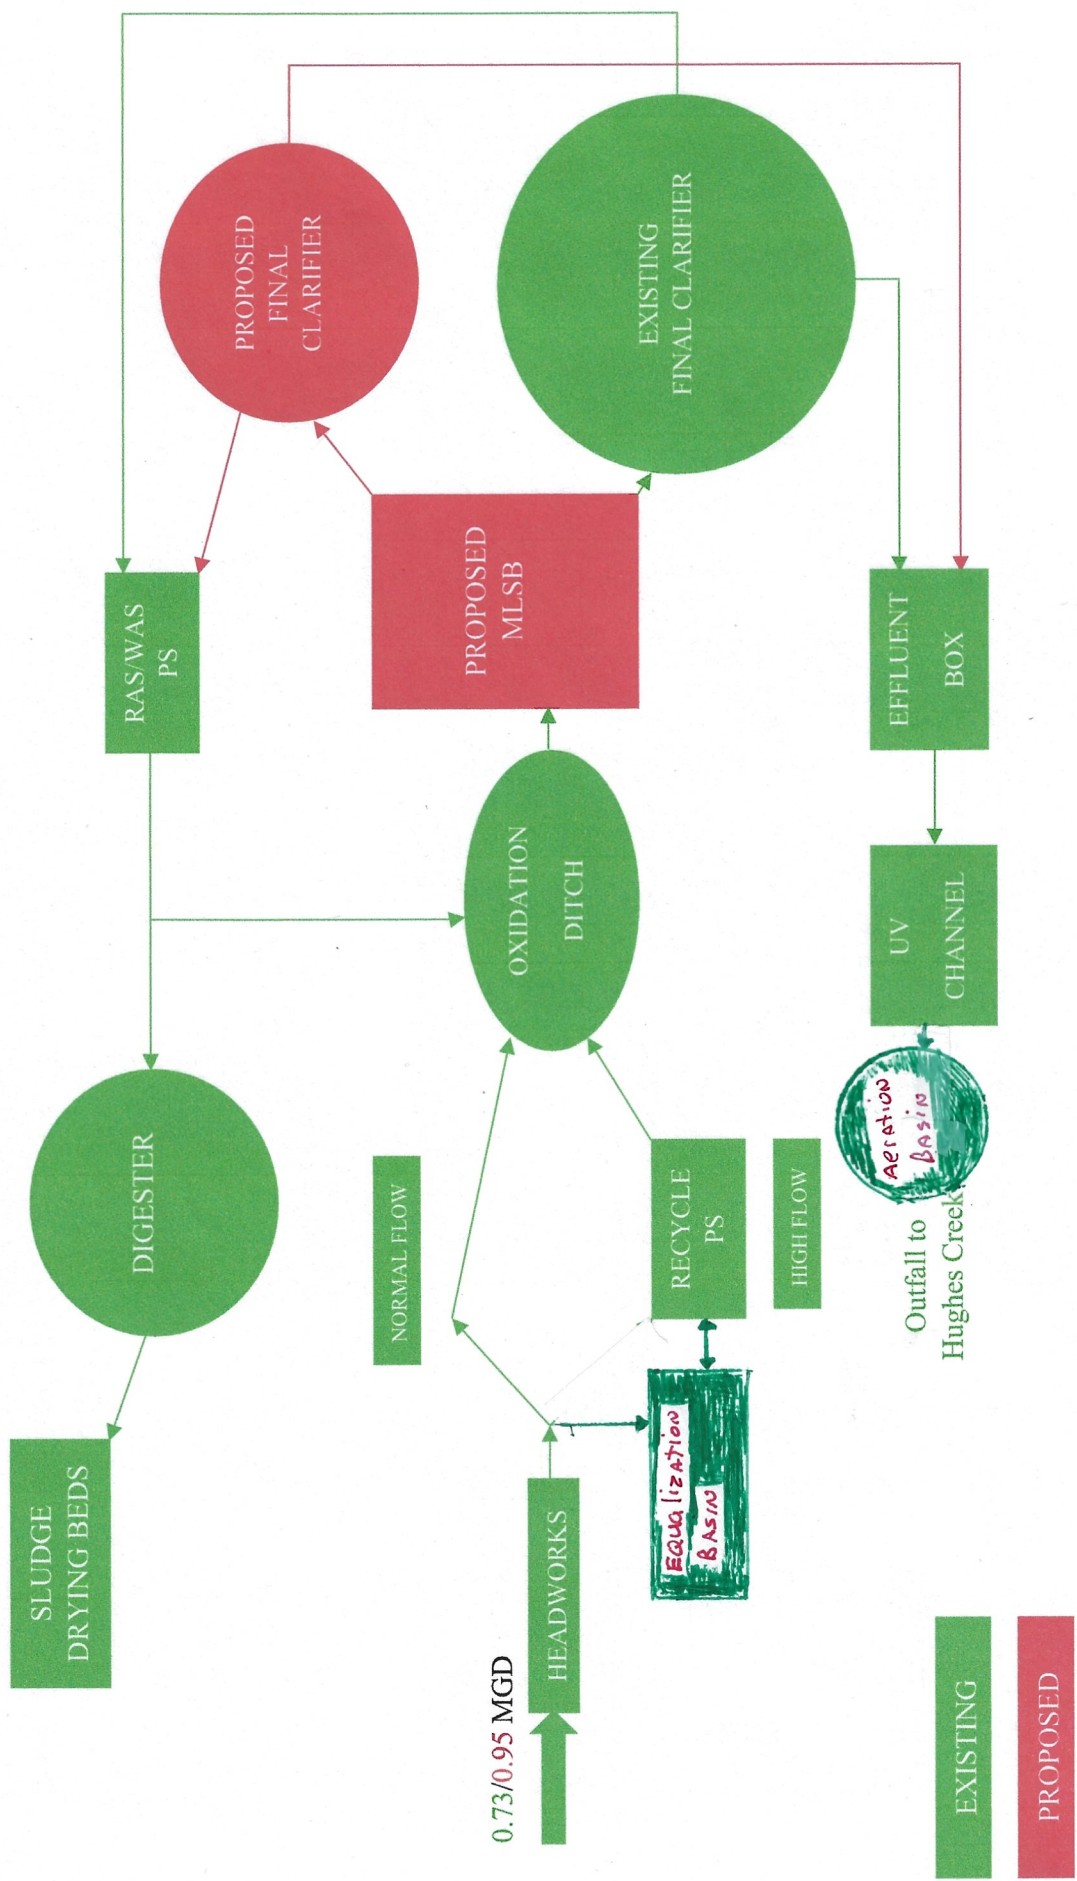 SLUDGE
DRYING BEDS
DIGESTER
RAS/WAS
PS
PROPOSED
FINAL
CLARIFIER
0.73/0.95 MGD
HEADWORKS
NORMAL FLOW
OXIDATION
DITCH
PROPOSED
MLSB
EXISTING
FINAL CLARIFIER
Equalization
Basin
RECYCLE
PS
HIGH FLOW
Aeration
Basin
Outfall to
Hughes Creek
UV
CHANNEL
EFFLUENT
BOX
EXISTING
PROPOSED